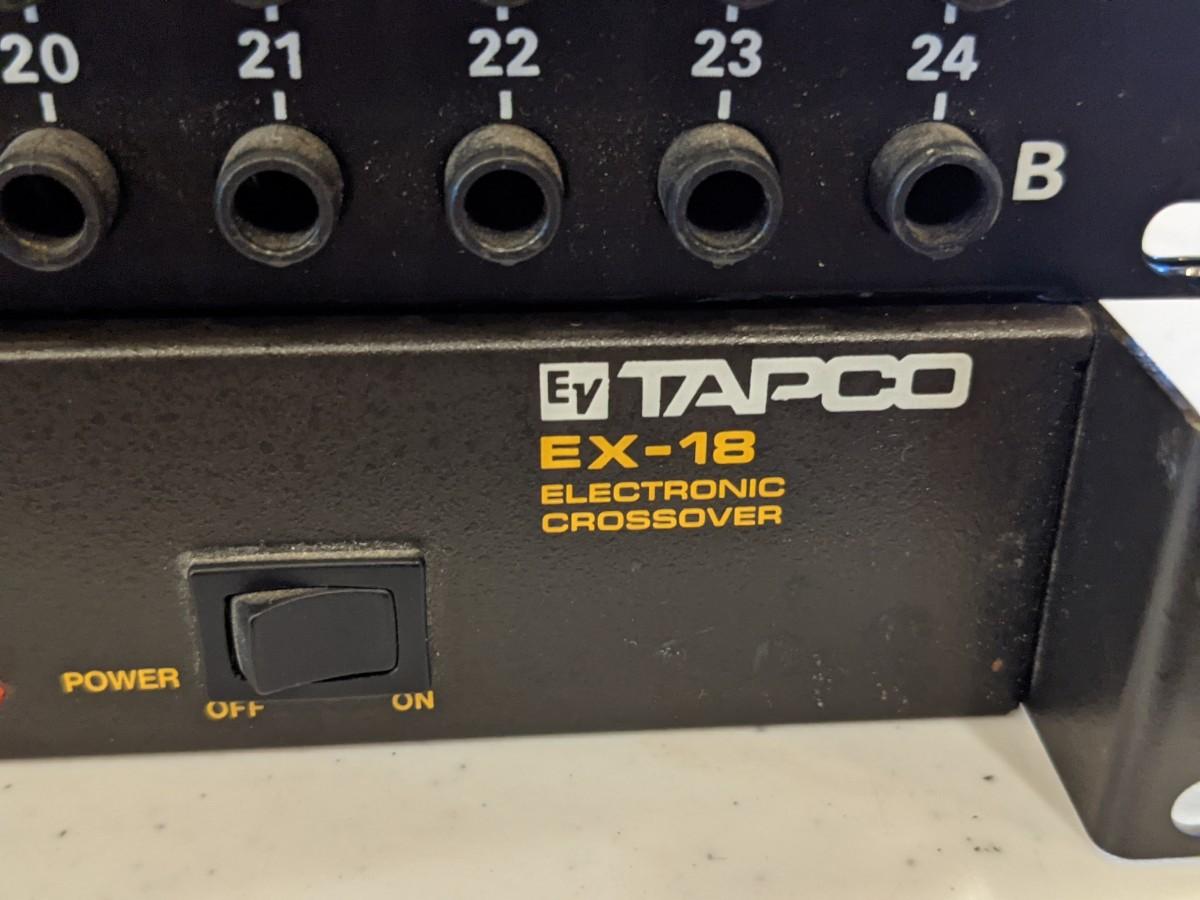 20 21 22 23 24
B
EV TAPCO
EX-18
ELECTRONIC
CROSSOVER
POWER
OFF ON